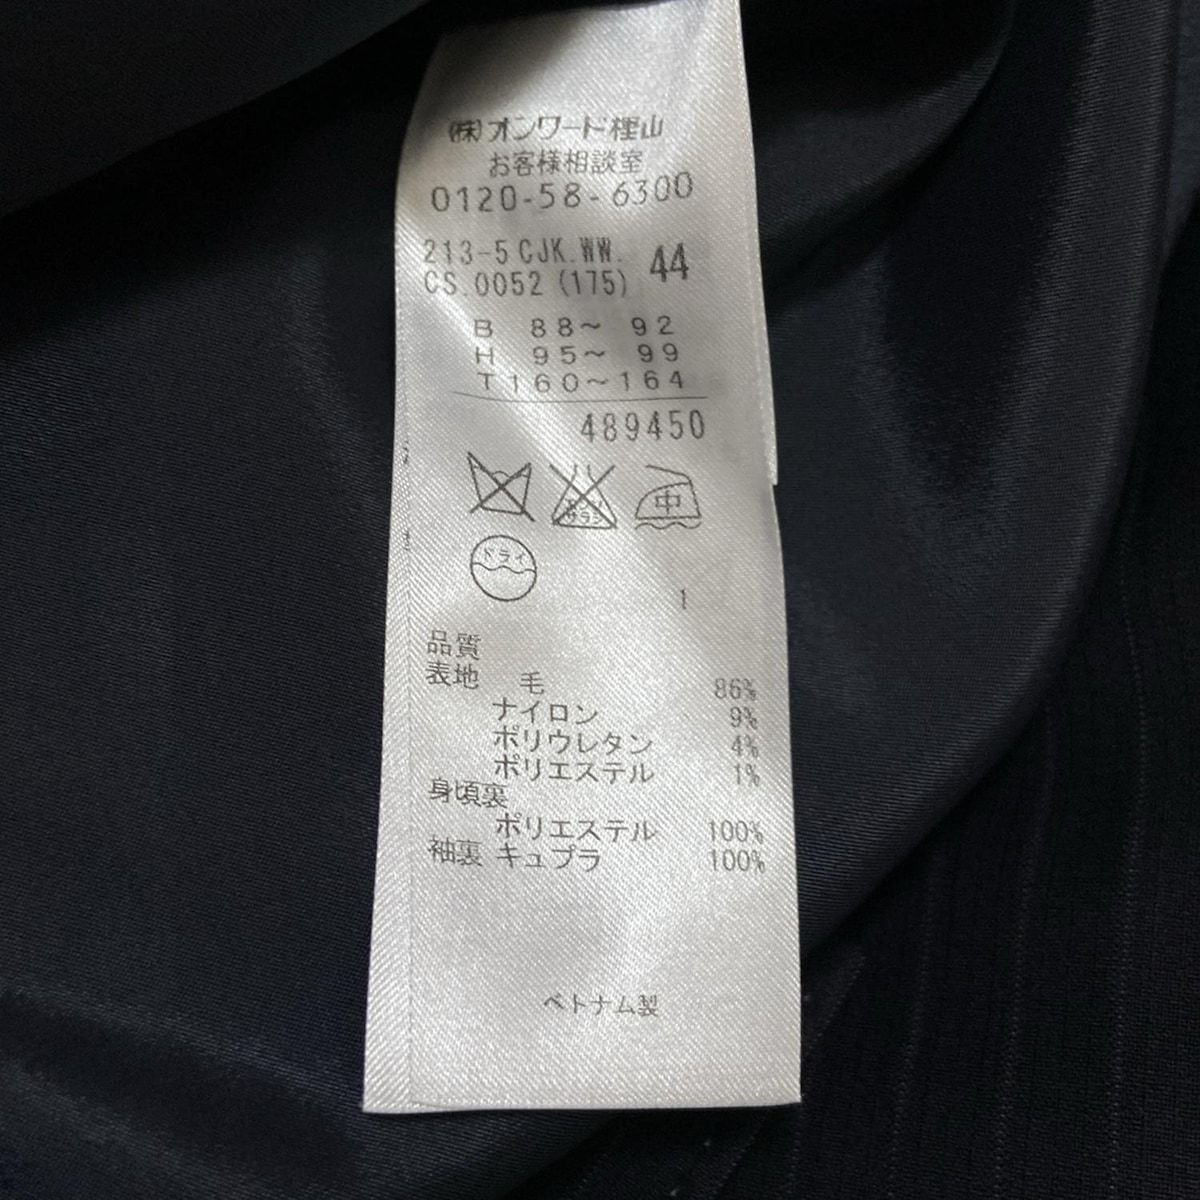 (株)オンワード樫山
お客様相談室
0120-58-6300
213-5 CJK.WW. 44
CS.0052 (175)
B 88～ 92
H 95～ 99
T160～164
489450
中
ドライ
1
品質
表地 毛 86%
ナイロン 9%
ポリウレタン 4%
ポリエステル 1%
身頃裏
ポリエステル 100%
袖裏 キュプラ 100%
ベトナム製